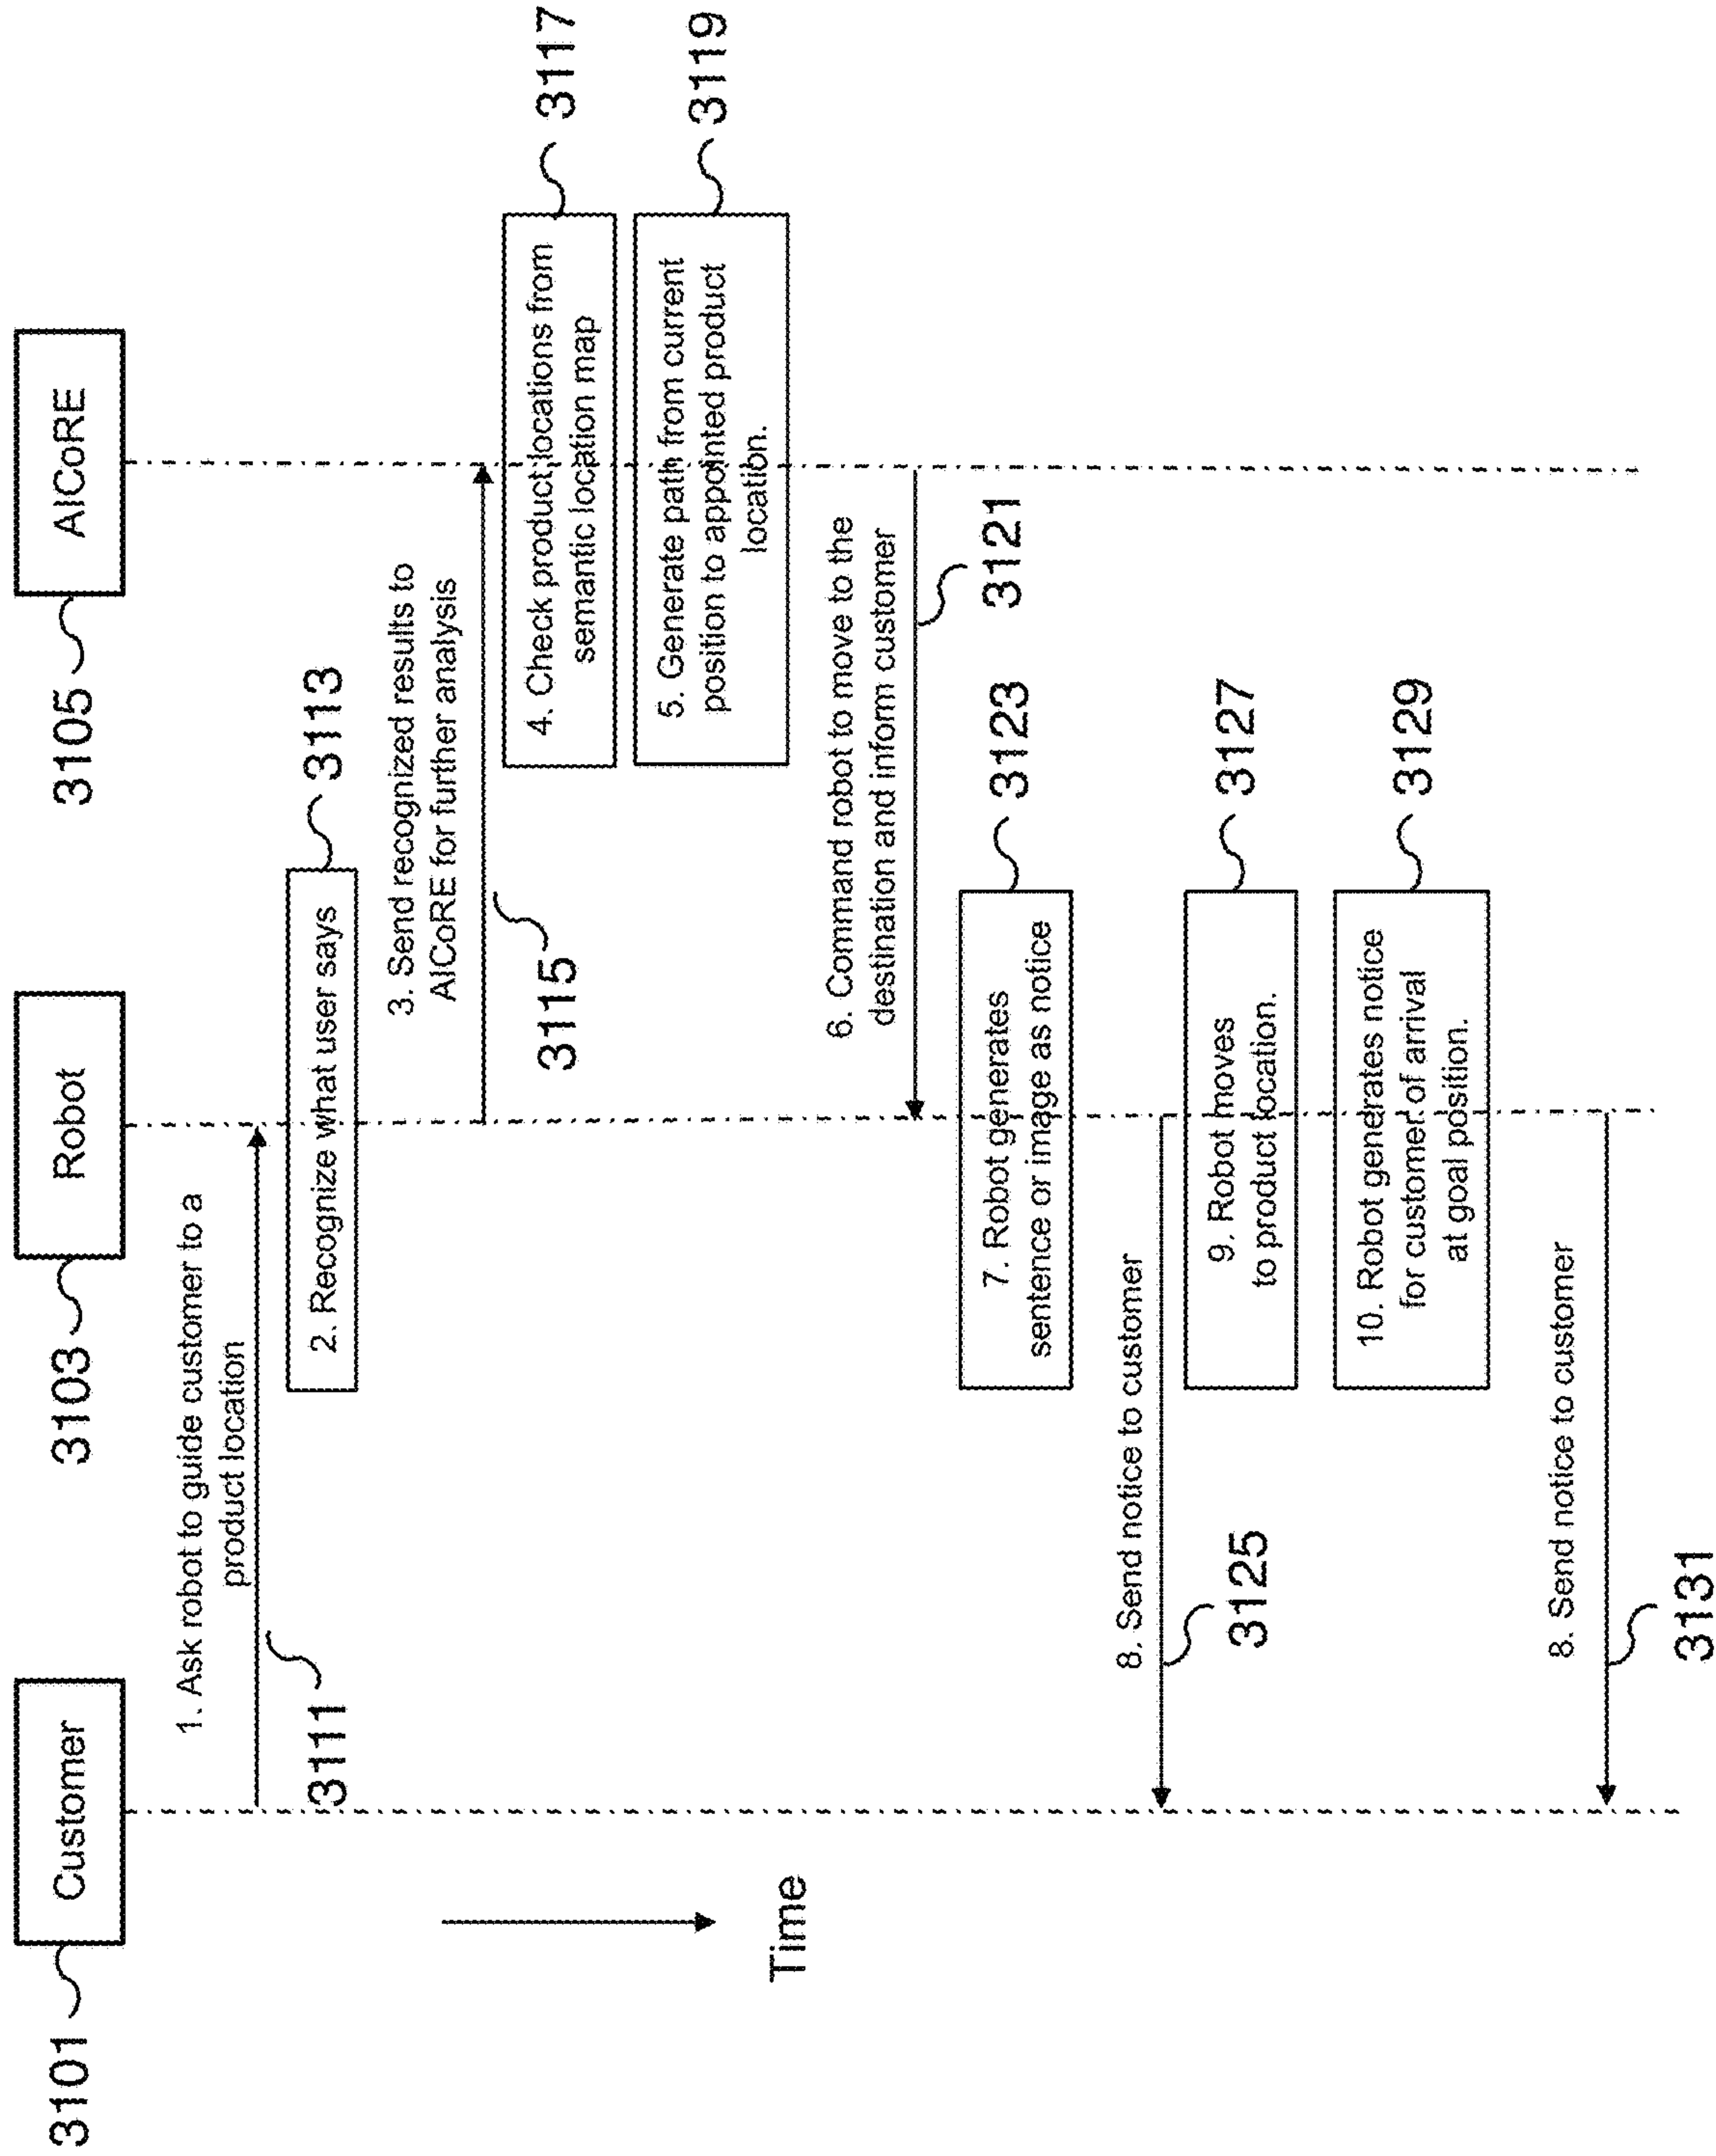 3101
Customer
3103
Robot
3105
AICoRE
1. Ask robot to guide customer to a
product location
3111
2. Recognize what user says
3113
3. Send recognized results to
AICoRE for further analysis
3115
4. Check product locations from
semantic location map
3117
5. Generate path from current
position to appointed product
location.
3119
6. Command robot to move to the
destination and inform customer
3121
Time
7. Robot generates
sentence or image as notice
3123
8. Send notice to customer
3125
9. Robot moves
to product location.
3127
10. Robot generates notice
for customer of arrival
at goal position.
3129
8. Send notice to customer
3131